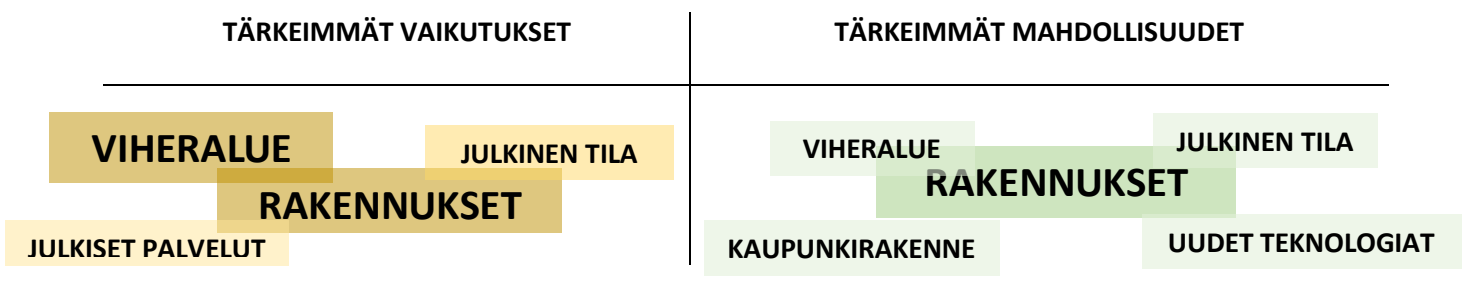 TÄRKEIMMÄT VAIKUTUKSET
TÄRKEIMMÄT MAHDOLLISUUDET
VIHERALUE
JULKINEN TILA
RAKENNUKSET
JULKISET PALVELUT
VIHERALUE
JULKINEN TILA
RAKENNUKSET
KAUPUNKIRAKENNE
UUDET TEKNOLOGIAT